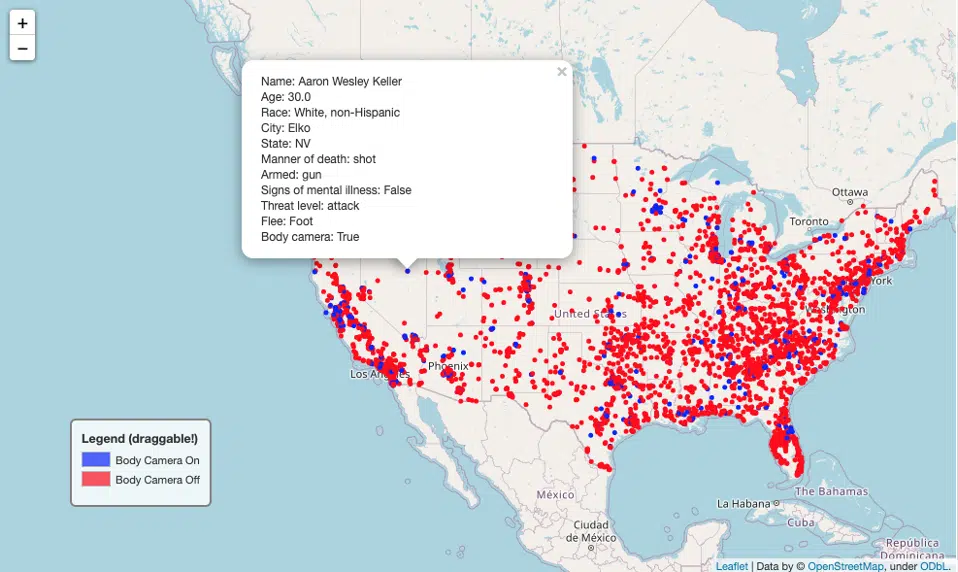 +
−
×
Name: Aaron Wesley Keller
Age: 30.0
Race: White, non-Hispanic
City: Elko
State: NV
Manner of death: shot
Armed: gun
Signs of mental illness: False
Threat level: attack
Flee: Foot
Body camera: True
Ottawa
Toronto
York
Washington
United States
Phoenix
Los Angeles
Legend (draggable!)
Body Camera On
Body Camera Off
México
La Habana
The Bahamas
Cuba
Ciudad
de México
República
Dominicana
Leaflet | Data by © OpenStreetMap, under ODbL.